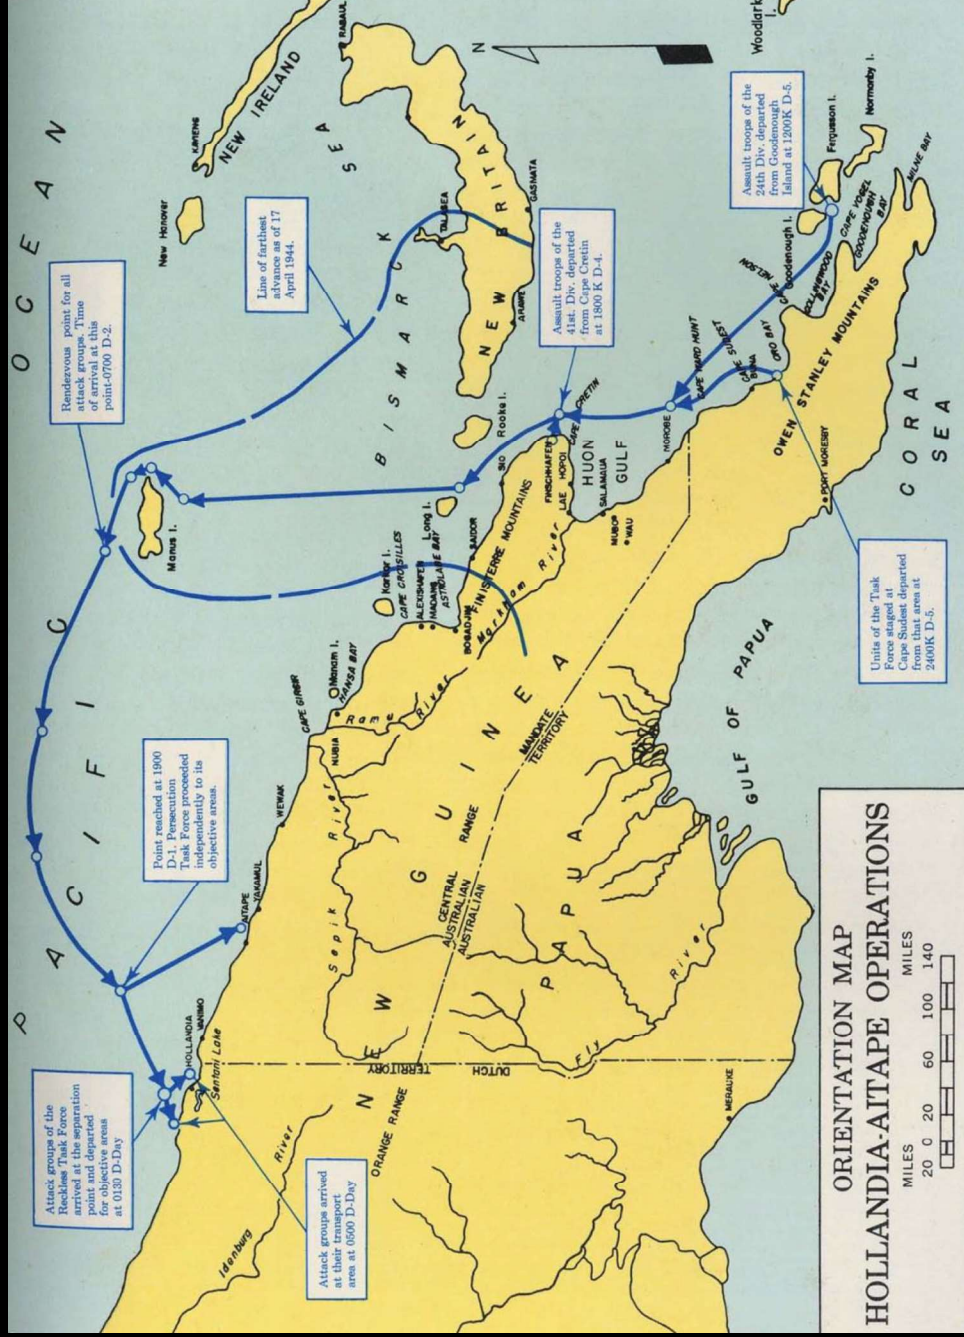 ORIENTATION MAP
HOLLANDIA-AITAPE OPERATIONS
MILES
MILES
20 0 20 60 100 140
Attack groups of the
Reckless Task Force
arrived at the separation
point and departed
for objective areas
at 0130 D-Day
Attack groups arrived
at their transport
area at 0500 D-Day
Point reached at 1900
D-1. Persecution
Task Force proceeded
independently to its
objective areas.
Rendezvous point for all
attack groups. Time
of arrival at this
point-0700 D-2.
Line of farthest
advance as of 17
April 1944.
Assault troops of the
41st. Div. departed
from Cape Cretin
at 1800 K D-4.
Assault troops of the
24th Div. departed
from Goodenough
Island at 1200K D-5.
Units of the Task
Force staged at
Cape Sudest departed
from that area at
2400K D-5.
PACIFIC
OCEAN
BISMARCK
SEA
CORAL
SEA
GULF OF PAPUA
HUON
GULF
N
NEW GUINEA
PAPUA
NEW BRITAIN
NEW IRELAND
KAVIENG
RABAUL
New Hanover
Manus I.
TALASEA
GASMATA
ARAWE
Rooke I.
Long I.
Karkar I.
CAPE CROISILLES
ALEXISHAFEN
MADANG
ASTROLABE BAY
BOGADJIM
SAIDOR
SIO
FINISTERRE MOUNTAINS
FINSCHHAFEN
CAPE CRETIN
LAE
HOPOI
SALAMAUA
MUBO
WAU
Markham
River
MOROBE
CAPE WARD HUNT
CAPE SUDEST
BUNA
ORO BAY
CAPE NELSON
COLLINGWOOD
BAY
Goodenough I.
CAPE VOGEL
GOODENOUGH
BAY
Fergusson I.
Normanby I.
MILNE BAY
Woodlark
I.
OWEN STANLEY MOUNTAINS
PORT MORESBY
Manam I.
HANSA BAY
CAPE GIRGIR
NUBIA
Ramu
River
WEWAK
YAKAMUL
AITAPE
VANIMO
HOLLANDIA
Sentani Lake
Sepik
River
CENTRAL
RANGE
AUSTRALIAN
AUSTRALIAN
MANDATE
TERRITORY
DUTCH
TERRITORY
Fly
River
ORANGE RANGE
Idenburg
River
MERAUKE